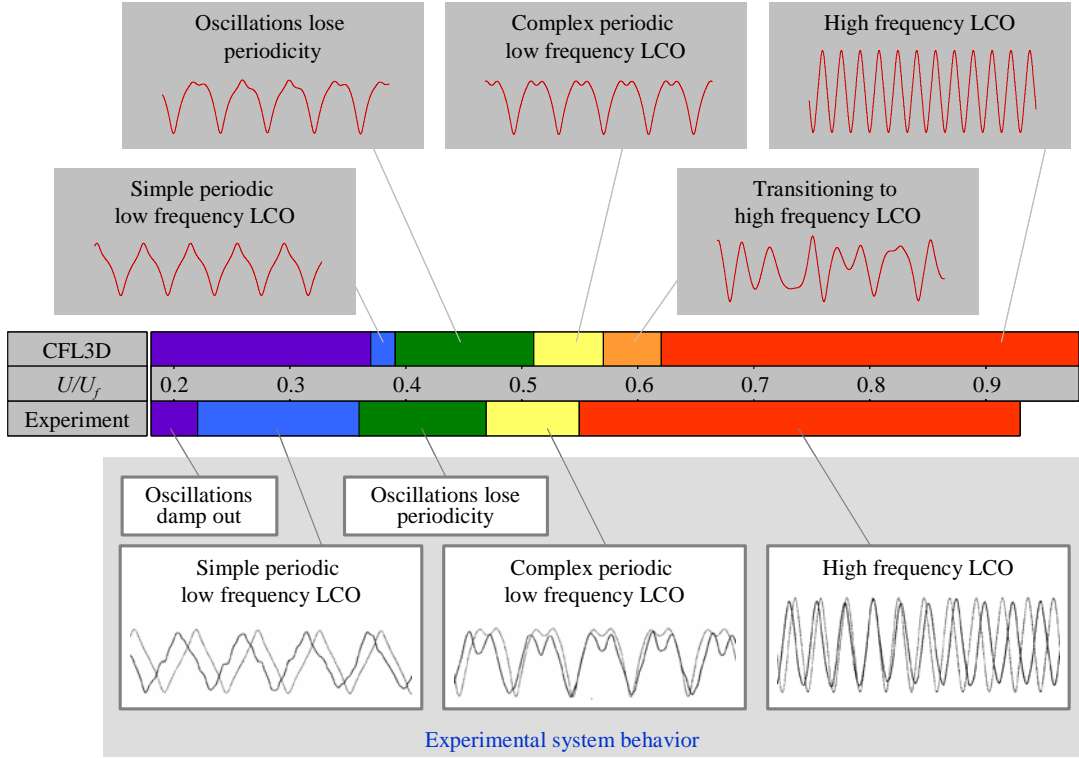 Oscillations lose
periodicity
Complex periodic
low frequency LCO
High frequency LCO
Simple periodic
low frequency LCO
Transitioning to
high frequency LCO
CFL3D
U/U_f 0.2 0.3 0.4 0.5 0.6 0.7 0.8 0.9
Experiment
Oscillations
damp out
Oscillations lose
periodicity
Simple periodic
low frequency LCO
Complex periodic
low frequency LCO
High frequency LCO
Experimental system behavior